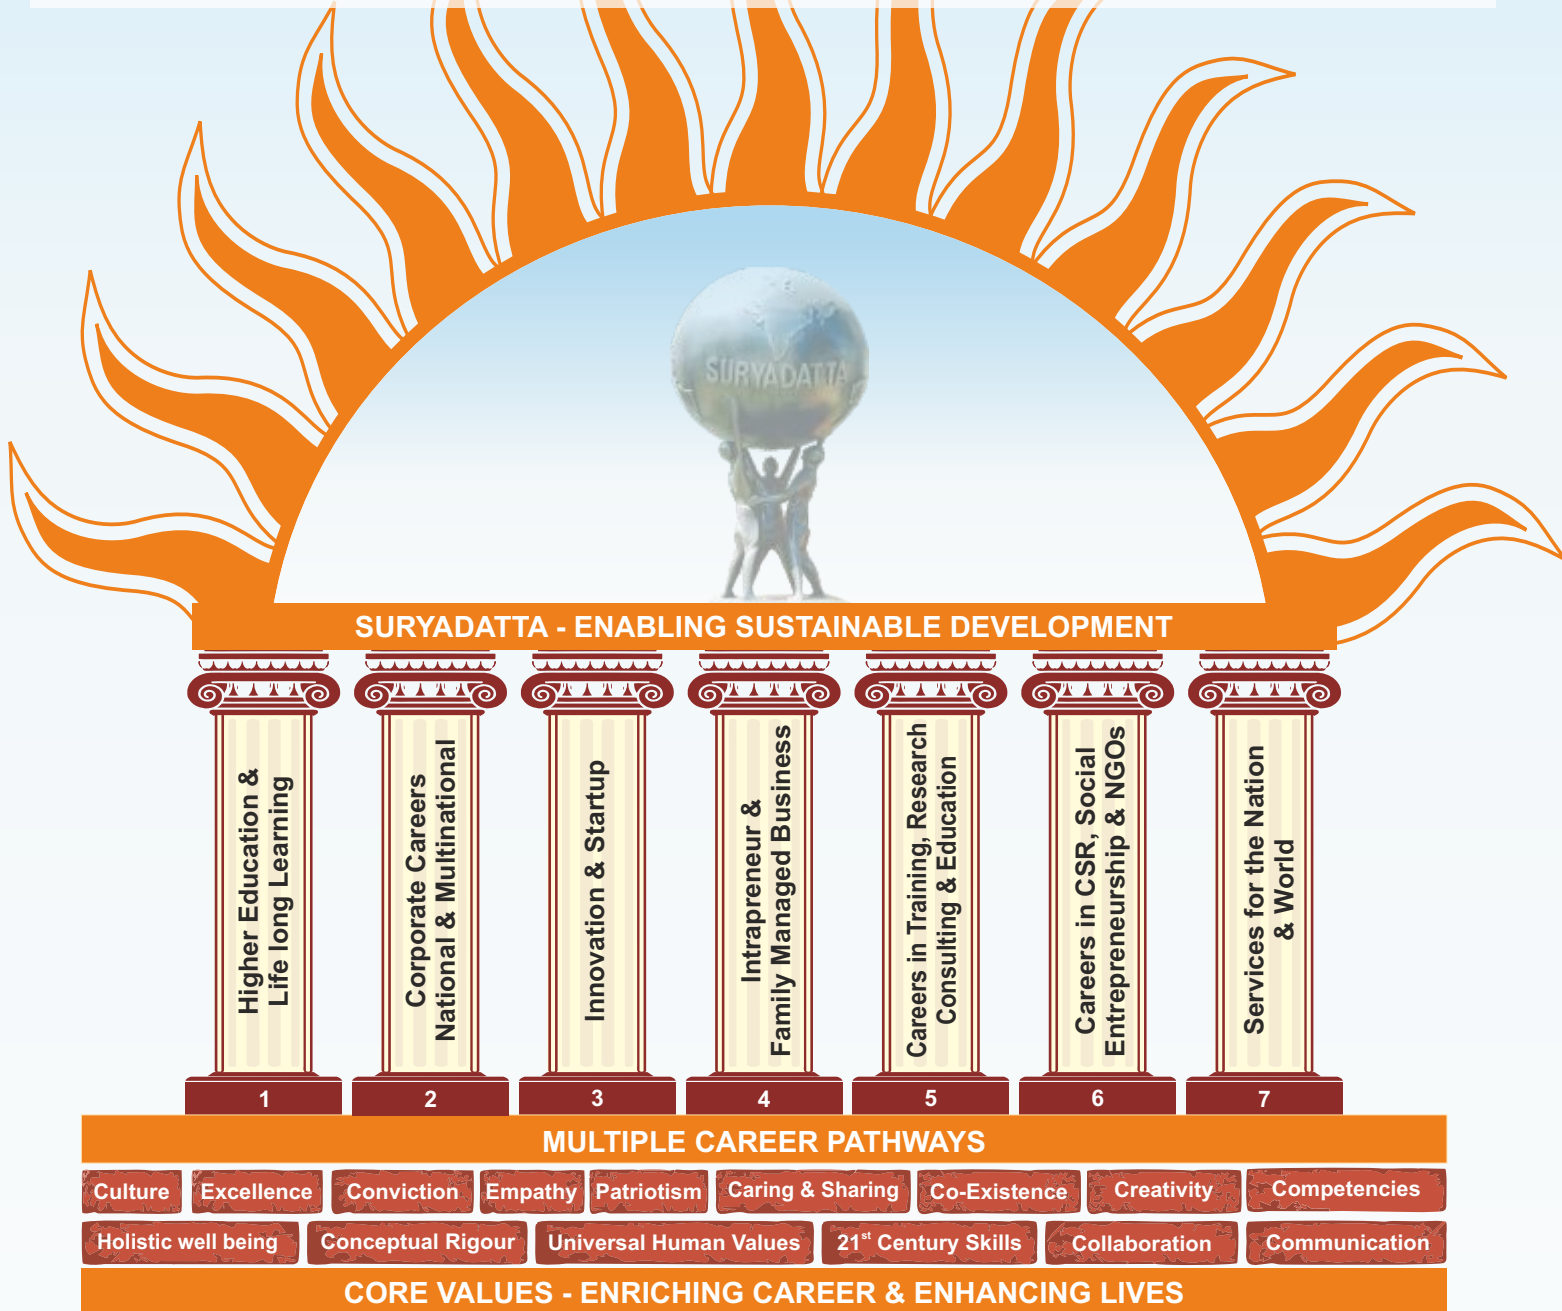 SURYADATTA
SURYADATTA - ENABLING SUSTAINABLE DEVELOPMENT
Higher Education &
Life long Learning
Corporate Careers
National & Multinational
Innovation & Startup
Intrapreneur &
Family Managed Business
Careers in Training, Research
Consulting & Education
Careers in CSR, Social
Entrepreneurship & NGOs
Services for the Nation
& World
1 2 3 4 5 6 7
MULTIPLE CAREER PATHWAYS
Culture Excellence Conviction Empathy Patriotism Caring & Sharing Co-Existence Creativity Competencies
Holistic well being Conceptual Rigour Universal Human Values 21st Century Skills Collaboration Communication
CORE VALUES - ENRICHING CAREER & ENHANCING LIVES